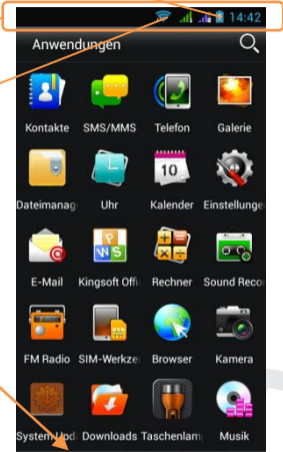 14:42
Anwendungen
Kontakte SMS/MMS Telefon Galerie
10
Dateimanag Uhr Kalender Einstellunge
P
W S
E-Mail Kingsoft Offi Rechner Sound Reco
FM Radio SIM-Werkze Browser Kamera
System Upd Downloads Taschenlam Musik